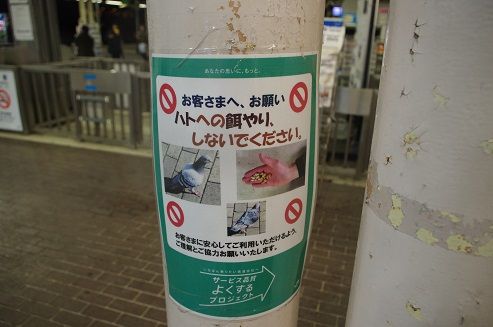 あなたの思いに、もっと。
お客さまへ、お願い
ハトへの餌やり、
しないでください。
お客さまに安心してご利用いただけるよう、
ご理解とご協力お願いいたします。
サービス品質
よくする
プロジェクト